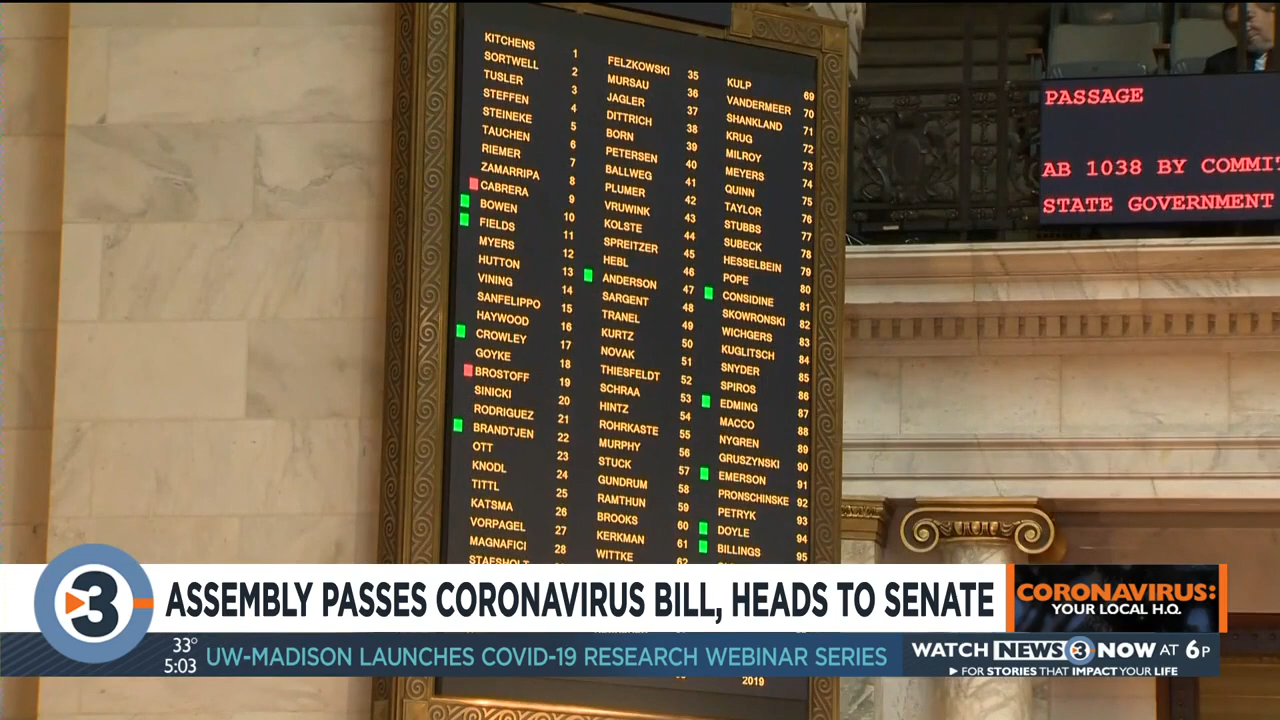 KITCHENS 1
SORTWELL 2
TUSLER 3
STEFFEN 4
STEINEKE 5
TAUCHEN 6
RIEMER 7
ZAMARRIPA 8
CABRERA 9
BOWEN 10
FIELDS 11
MYERS 12
HUTTON 13
VINING 14
SANFELIPPO 15
HAYWOOD 16
CROWLEY 17
GOYKE 18
BROSTOFF 19
SINICKI 20
RODRIGUEZ 21
BRANDTJEN 22
OTT 23
KNODL 24
TITTL 25
KATSMA 26
VORPAGEL 27
MAGNAFICI 28
FELZKOWSKI 35
MURSAU 36
JAGLER 37
DITTRICH 38
BORN 39
PETERSEN 40
BALLWEG 41
PLUMER 42
VRUWINK 43
KOLSTE 44
SPREITZER 45
HEBL 46
ANDERSON 47
SARGENT 48
TRANEL 49
KURTZ 50
NOVAK 51
THIESFELDT 52
SCHRAA 53
HINTZ 54
ROHRKASTE 55
MURPHY 56
STUCK 57
GUNDRUM 58
RAMTHUN 59
BROOKS 60
KERKMAN 61
WITTKE 62
KULP 69
VANDERMEER 70
SHANKLAND 71
KRUG 72
MILROY 73
MEYERS 74
QUINN 75
TAYLOR 76
STUBBS 77
SUBECK 78
HESSELBEIN 79
POPE 80
CONSIDINE 81
SKOWRONSKI 82
WICHGERS 83
KUGLITSCH 84
SNYDER 85
SPIROS 86
EDMING 87
MACCO 88
NYGREN 89
GRUSZYNSKI 90
EMERSON 91
PRONSCHINSKE 92
PETRYK 93
DOYLE 94
BILLINGS 95
2019
PASSAGE
AB 1038 BY COMMIT
STATE GOVERNMENT
3
ASSEMBLY PASSES CORONAVIRUS BILL, HEADS TO SENATE
CORONAVIRUS:
YOUR LOCAL H.Q.
33°
5:03
UW-MADISON LAUNCHES COVID-19 RESEARCH WEBINAR SERIES
WATCH NEWS 3 NOW AT 6P
FOR STORIES THAT IMPACT YOUR LIFE